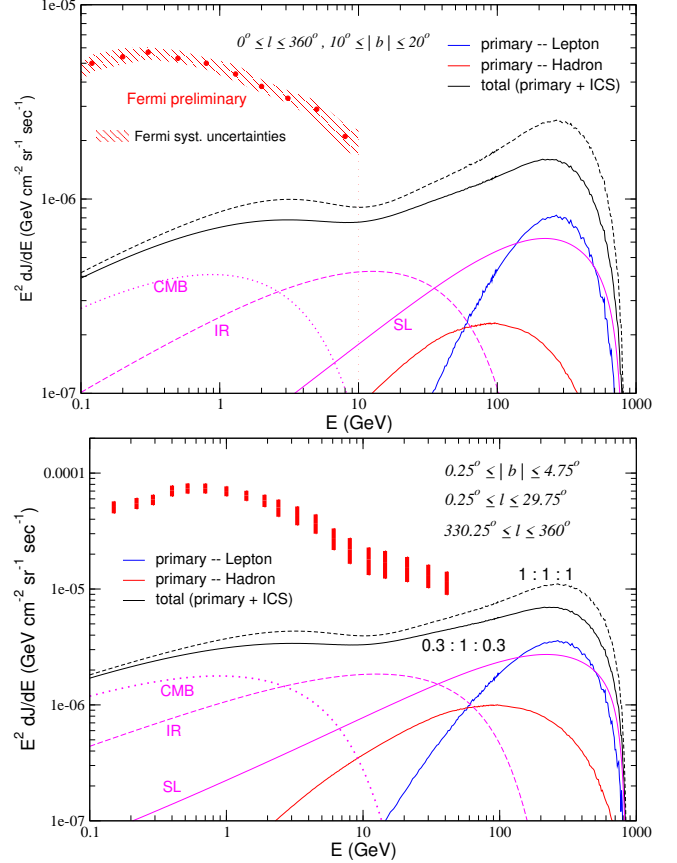 1e-05
0° ≤ l ≤ 360° , 10° ≤ | b | ≤ 20°
primary -- Lepton
primary -- Hadron
total (primary + ICS)
Fermi preliminary
Fermi syst. uncertainties
E² dJ/dE (GeV cm⁻² sr⁻¹ sec⁻¹)
1e-06
CMB
IR
SL
1e-07
0.1 1 10 100 1000
E (GeV)
0.0001
0.25° ≤ | b | ≤ 4.75°
0.25° ≤ l ≤ 29.75°
330.25° ≤ l ≤ 360°
primary -- Lepton
primary -- Hadron
total (primary + ICS)
1 : 1 : 1
E² dJ/dE (GeV cm⁻² sr⁻¹ sec⁻¹)
1e-05
0.3 : 1 : 0.3
CMB
IR
1e-06
SL
1e-07
0.1 1 10 100 1000
E (GeV)